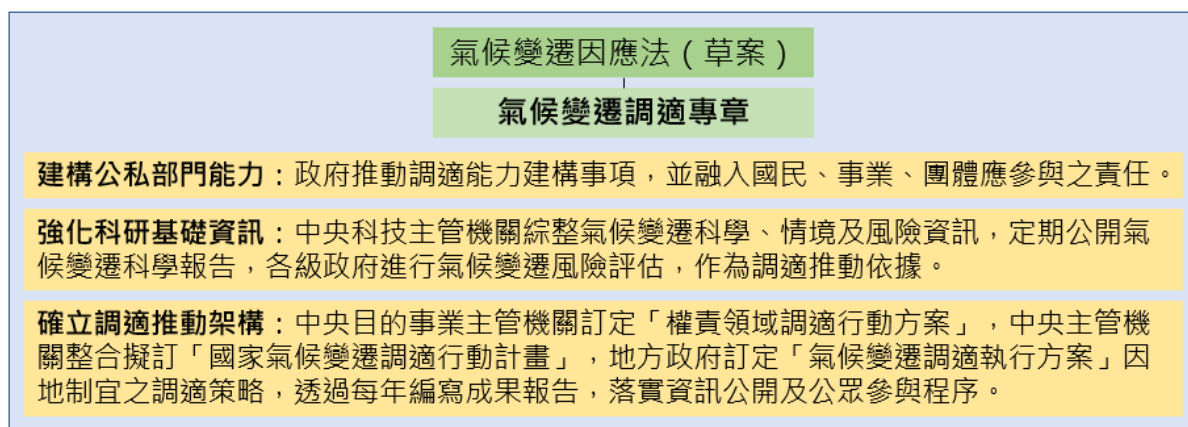 氣候變遷因應法（草案）
氣候變遷調適專章
建構公私部門能力：政府推動調適能力建構事項，並融入國民、事業、團體應參與之責任。
強化科研基礎資訊：中央科技主管機關綜整氣候變遷科學、情境及風險資訊，定期公開氣
候變遷科學報告，各級政府進行氣候變遷風險評估，作為調適推動依據。
確立調適推動架構：中央目的事業主管機關訂定「權責領域調適行動方案」，中央主管機
關整合擬訂「國家氣候變遷調適行動計畫」，地方政府訂定「氣候變遷調適執行方案」因
地制宜之調適策略，透過每年編寫成果報告，落實資訊公開及公眾參與程序。